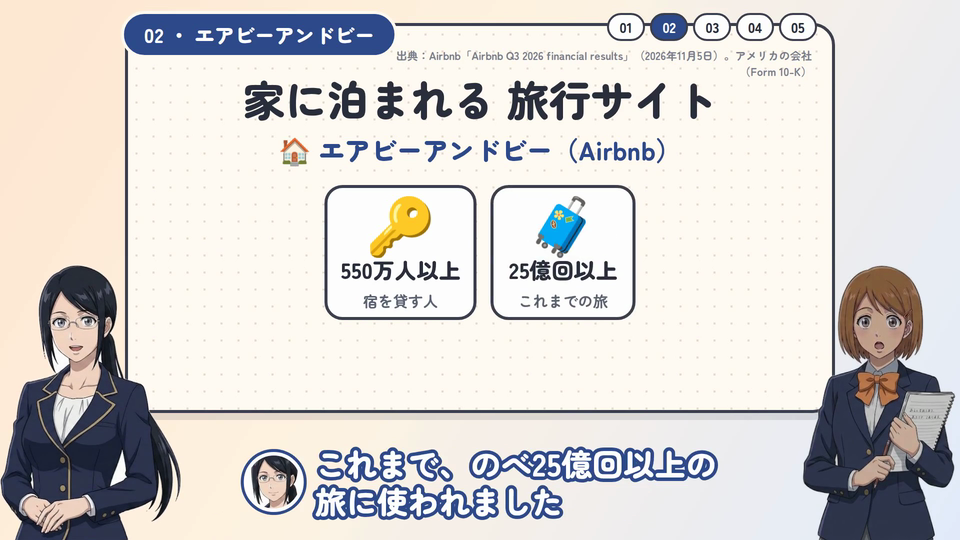 02 ・ エアビーアンドビー
01 02 03 04 05
出典：Airbnb「Airbnb Q3 2026 financial results」（2026年11月5日）。アメリカの会社
（Form 10-K）
家に泊まれる 旅行サイト
エアビーアンドビー（Airbnb）
550万人以上
宿を貸す人
25億回以上
これまでの旅
これまで、のべ25億回以上の
旅に使われました